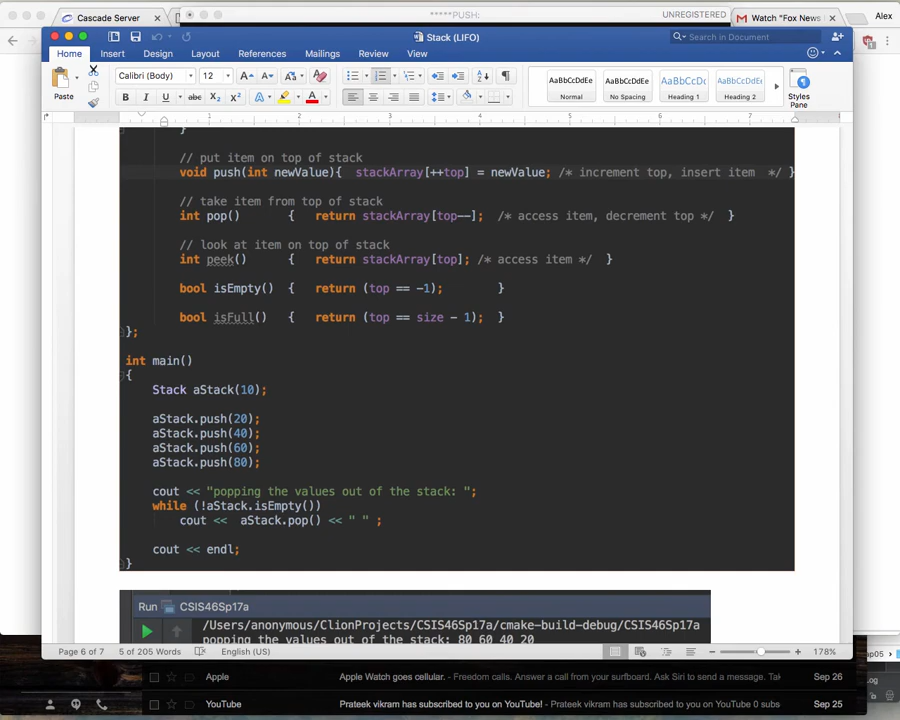 Cascade Server
*****PUSH:
UNREGISTERED
Watch "Fox News
Alex
Stack (LIFO)
Search in Document
Home Insert Design Layout References Mailings Review View
Paste
Calibri (Body) 12
AaBbCcDdEe AaBbCcDdEe AaBbCcDc AaBbCcDdEe
Normal No Spacing Heading 1 Heading 2
Styles
Pane
1 2 3 4 5 6 7
}
// put item on top of stack
void push(int newValue){ stackArray[++top] = newValue; /* increment top, insert item */ }
// take item from top of stack
int pop() { return stackArray[top--]; /* access item, decrement top */ }
// look at item on top of stack
int peek() { return stackArray[top]; /* access item */ }
bool isEmpty() { return (top == -1); }
bool isFull() { return (top == size - 1); }
};
int main()
{
Stack aStack(10);
aStack.push(20);
aStack.push(40);
aStack.push(60);
aStack.push(80);
cout << "popping the values out of the stack: ";
while (!aStack.isEmpty())
cout << aStack.pop() << " " ;
cout << endl;
}
Run CSIS46Sp17a
/Users/anonymous/ClionProjects/CSIS46Sp17a/cmake-build-debug/CSIS46Sp17a
popping the values out of the stack: 80 60 40 20
Page 6 of 7 5 of 205 Words English (US) 178%
Apple Apple Watch goes cellular. - Freedom calls. Answer a call from your surfboard. Ask Siri to send a message. Sep 26
YouTube Prateek vikram has subscribed to you on YouTube! - Prateek vikram has subscribed to you on YouTube 0 subs Sep 25